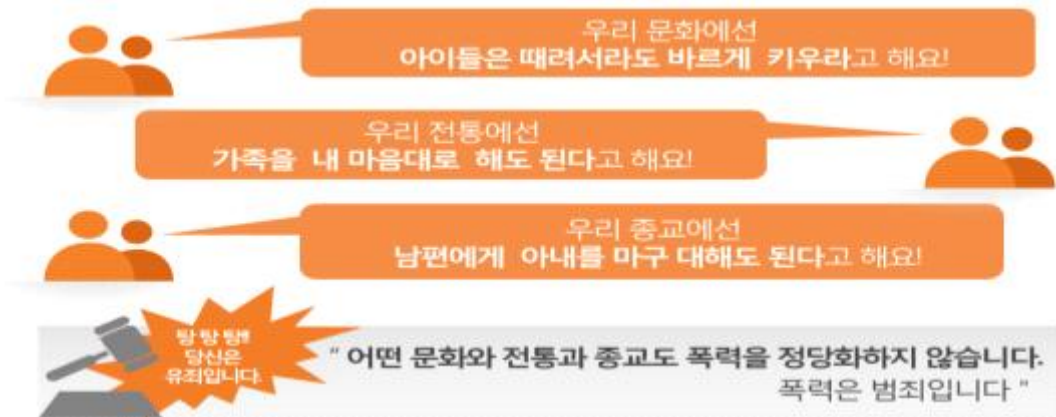 우리 문화에선
아이들은 때려서라도 바르게 키우라고 해요!
우리 전통에선
가족을 내 마음대로 해도 된다고 해요!
우리 종교에선
남편에게 아내를 마구 대해도 된다고 해요!
탕 탕 탕!!
당신은
유죄입니다.
" 어떤 문화와 전통과 종교도 폭력을 정당화하지 않습니다.
폭력은 범죄입니다 "